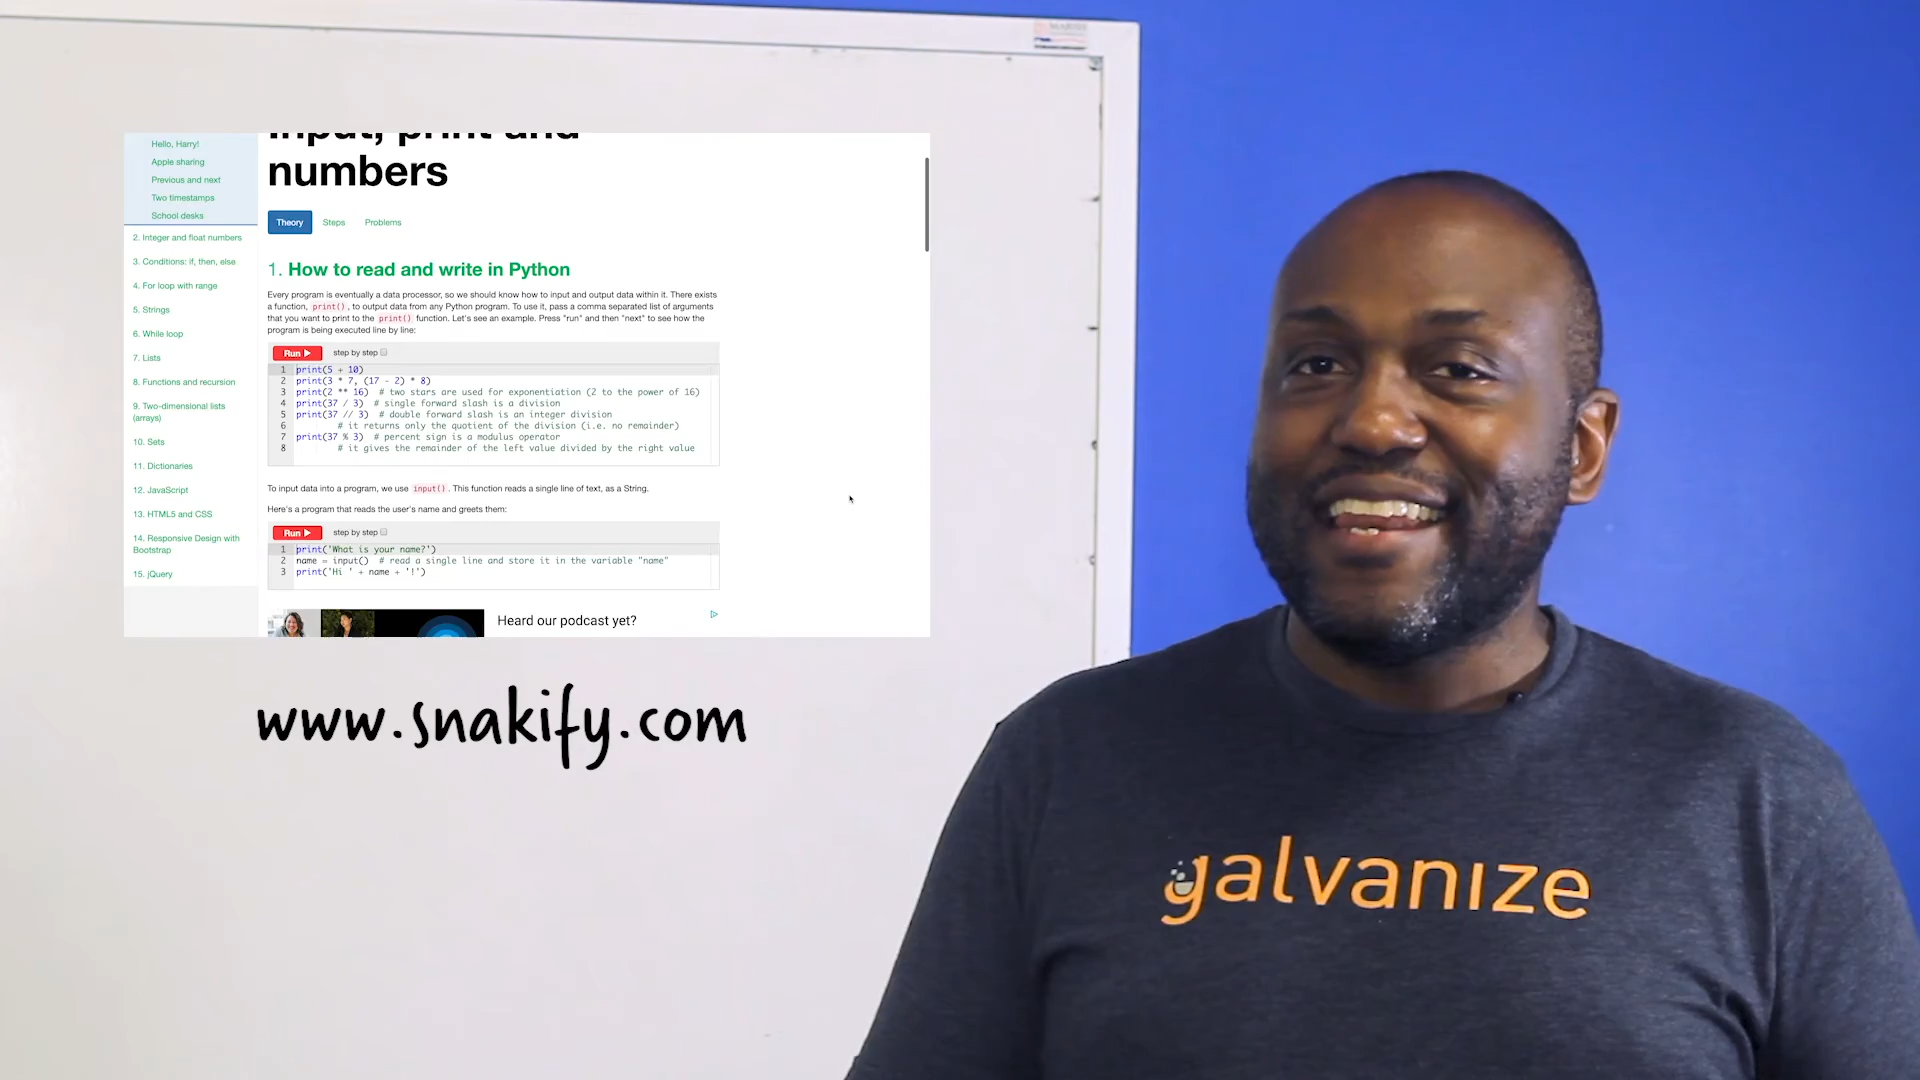 input, print and
numbers
Hello, Harry!
Apple sharing
Previous and next
Two timestamps
School desks
2. Integer and float numbers
3. Conditions: if, then, else
4. For loop with range
5. Strings
6. While loop
7. Lists
8. Functions and recursion
9. Two-dimensional lists
(arrays)
10. Sets
11. Dictionaries
12. JavaScript
13. HTML5 and CSS
14. Responsive Design with
Bootstrap
15. jQuery
Theory Steps Problems
1. How to read and write in Python
Every program is eventually a data processor, so we should know how to input and output data within it. There exists
a function, print(), to output data from any Python program. To use it, pass a comma separated list of arguments
that you want to print to the print() function. Let's see an example. Press "run" and then "next" to see how the
program is being executed line by line:
Run step by step
1 print(5 + 10)
2 print(3 * 7, (17 - 2) * 8)
3 print(2 ** 16) # two stars are used for exponentiation (2 to the power of 16)
4 print(37 / 3) # single forward slash is a division
5 print(37 // 3) # double forward slash is an integer division
6 # it returns only the quotient of the division (i.e. no remainder)
7 print(37 % 3) # percent sign is a modulus operator
8 # it gives the remainder of the left value divided by the right value
To input data into a program, we use input(). This function reads a single line of text, as a String.
Here's a program that reads the user's name and greets them:
Run step by step
1 print('What is your name?')
2 name = input() # read a single line and store it in the variable "name"
3 print('Hi ' + name + '!')
Heard our podcast yet?
www.snakify.com
galvanize